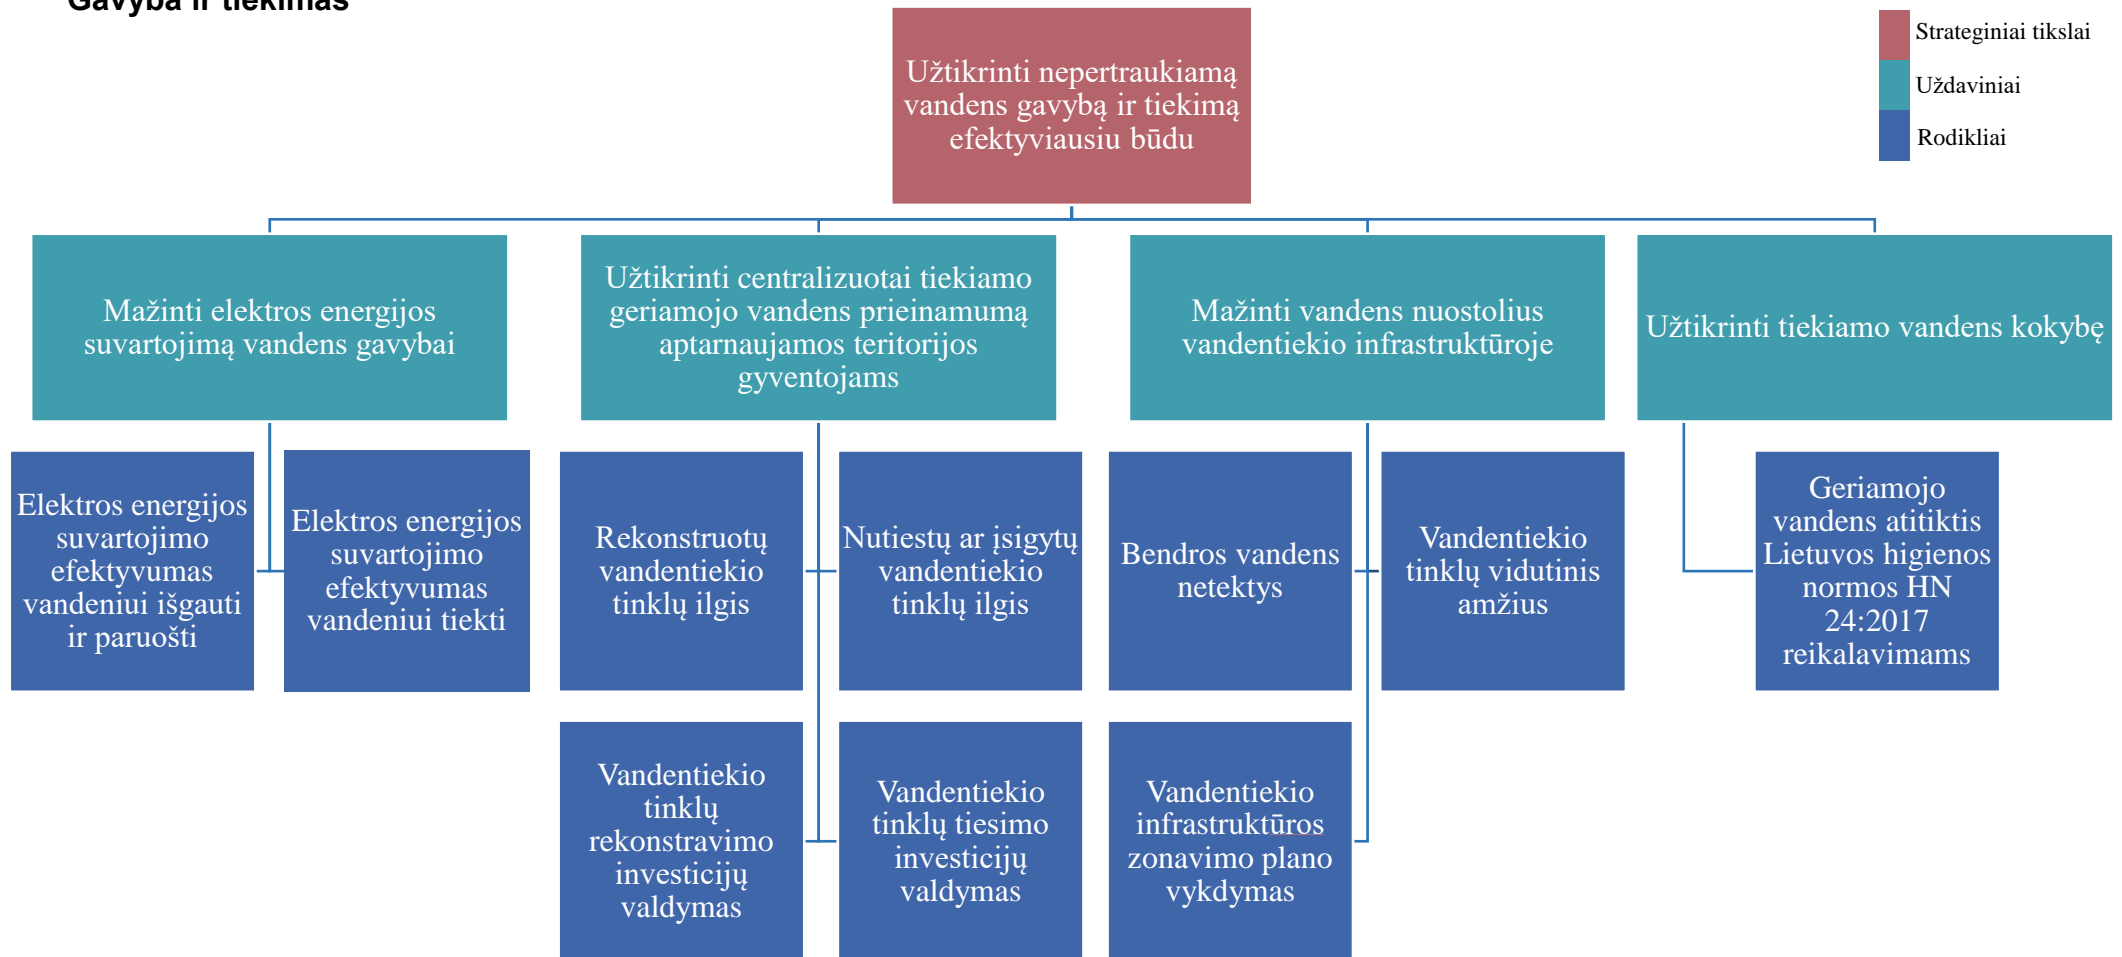 Gavyba ir tiekimas
Strateginiai tikslai
Uždaviniai
Rodikliai
Užtikrinti nepertraukiamą
vandens gavybą ir tiekimą
efektyviausiu būdu
Mažinti elektros energijos
suvartojimą vandens gavybai
Užtikrinti centralizuotai tiekiamo
geriamojo vandens prieinamumą
aptarnaujamos teritorijos
gyventojams
Mažinti vandens nuostolius
vandentiekio infrastruktūroje
Užtikrinti tiekiamo vandens kokybę
Elektros energijos
suvartojimo
efektyvumas
vandeniui išgauti
ir paruošti
Elektros energijos
suvartojimo
efektyvumas
vandeniui tiekti
Rekonstruotų
vandentiekio
tinklų ilgis
Nutiestų ar įsigytų
vandentiekio
tinklų ilgis
Bendros vandens
netektys
Vandentiekio
tinklų vidutinis
amžius
Geriamojo
vandens atitiktis
Lietuvos higienos
normos HN
24:2017
reikalavimams
Vandentiekio
tinklų
rekonstravimo
investicijų
valdymas
Vandentiekio
tinklų tiesimo
investicijų
valdymas
Vandentiekio
infrastruktūros
zonavimo plano
vykdymas